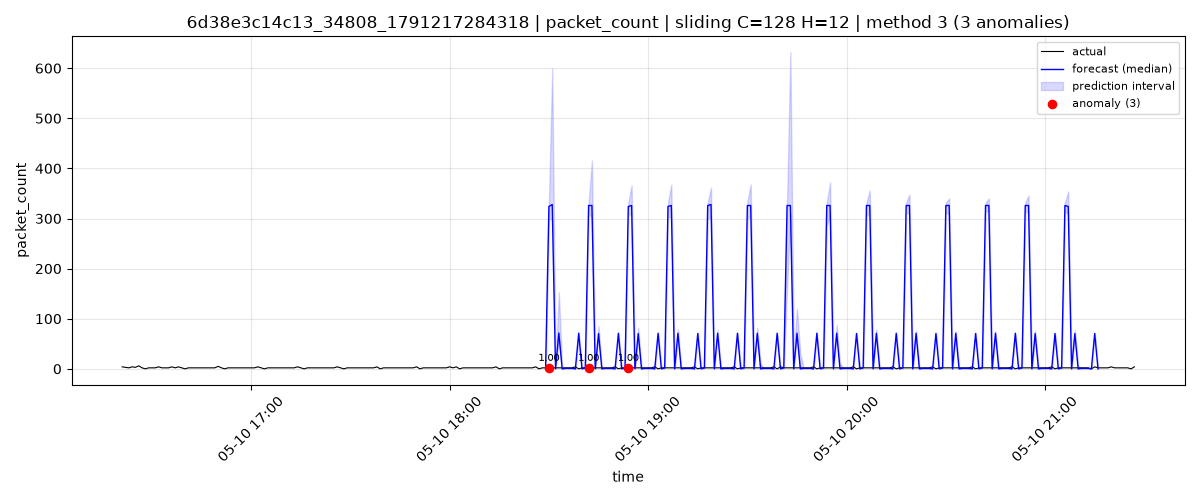 6d38e3c14c13_34808_1791217284318 | packet_count | sliding C=128 H=12 | method 3 (3 anomalies)
actual
forecast (median)
prediction interval
anomaly (3)
packet_count
600
500
400
300
200
100
0
1.00 1.00 1.00
05-10 17:00
05-10 18:00
05-10 19:00
05-10 20:00
05-10 21:00
time